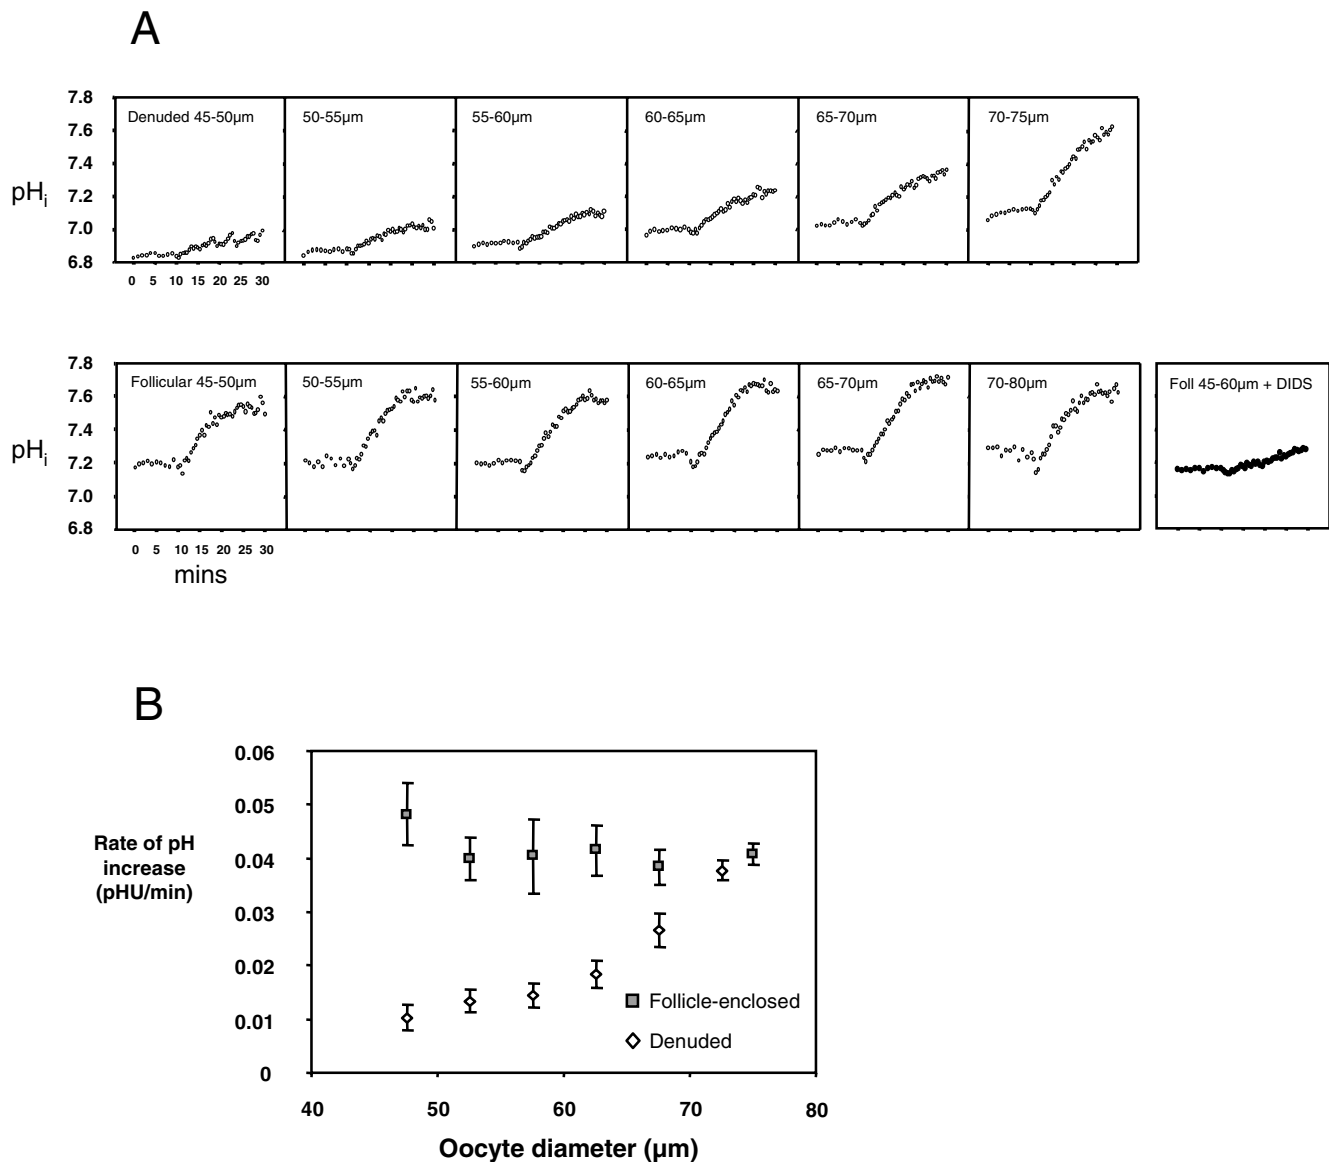 A
7.8
7.6
7.4
7.2
7.0
6.8
pHi
Denuded 45-50µm
50-55µm
55-60µm
60-65µm
65-70µm
70-75µm
0 5 10 15 20 25 30
7.8
7.6
7.4
7.2
7.0
6.8
pHi
Follicular 45-50µm
50-55µm
55-60µm
60-65µm
65-70µm
70-80µm
Foll 45-60µm + DIDS
0 5 10 15 20 25 30
mins
B
0.06
0.05
0.04
0.03
0.02
0.01
0
Rate of pH
increase
(pHU/min)
Follicle-enclosed
Denuded
40 50 60 70 80
Oocyte diameter (µm)